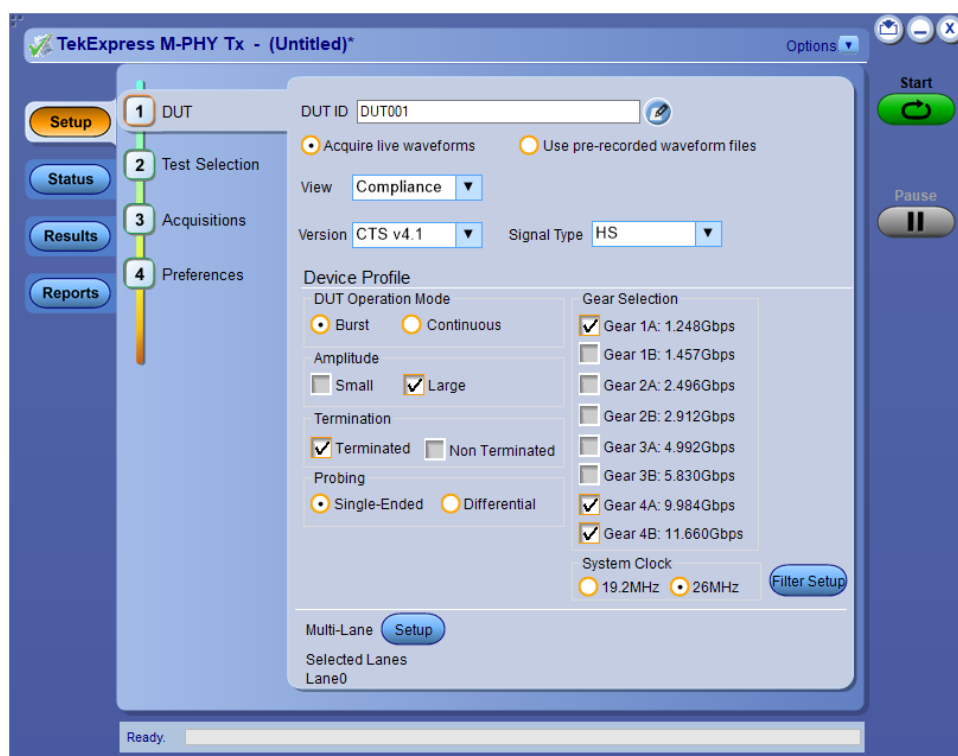 TekExpress M-PHY Tx - (Untitled)*
Options
Start
Pause
Setup
Status
Results
Reports
1 DUT
2 Test Selection
3 Acquisitions
4 Preferences
DUT ID DUT001
Acquire live waveforms Use pre-recorded waveform files
View Compliance
Version CTS v4.1 Signal Type HS
Device Profile
DUT Operation Mode
Burst Continuous
Amplitude
Small Large
Termination
Terminated Non Terminated
Probing
Single-Ended Differential
Gear Selection
Gear 1A: 1.248Gbps
Gear 1B: 1.457Gbps
Gear 2A: 2.496Gbps
Gear 2B: 2.912Gbps
Gear 3A: 4.992Gbps
Gear 3B: 5.830Gbps
Gear 4A: 9.984Gbps
Gear 4B: 11.660Gbps
System Clock
19.2MHz 26MHz
Filter Setup
Multi-Lane Setup
Selected Lanes
Lane0
Ready.